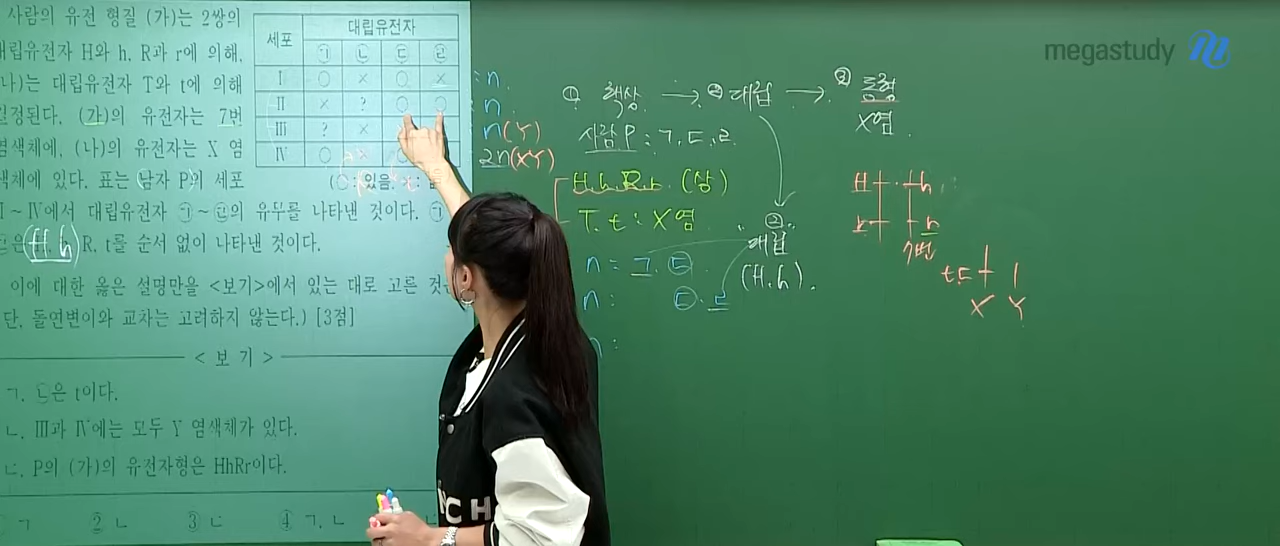 megastudy
사람의 유전 형질 (가)는 2쌍의
대립유전자 H와 h, R과 r에 의해,
나)는 대립유전자 T와 t에 의해
결정된다. (가)의 유전자는 7번
염색체에, (나)의 유전자는 X 염
색체에 있다. 표는 남자 P의 세포
Ⅰ~Ⅳ에서 대립유전자 ㉠~㉣의 유무를 나타낸 것이다. ㉠
은 H, h, R, t를 순서 없이 나타낸 것이다.
이에 대한 옳은 설명만을 <보기>에서 있는 대로 고른 것은
단, 돌연변이와 교차는 고려하지 않는다.) [3점]
세포 대립유전자
㉠ ㉡ ㉢ ㉣
Ⅰ ○ × ○ ×
Ⅱ × ? ○ ○
Ⅲ ? ×
Ⅳ ○ ×
(○: 있음,
<보 기>
ㄱ. ㉡은 t이다.
ㄴ. Ⅲ과 Ⅳ에는 모두 Y 염색체가 있다.
ㄷ. P의 (가)의 유전자형은 HhRr이다.
ㄱ ② ㄴ ③ ㄷ ④ ㄱ, ㄴ
: n
n
n(Y)
2n(XY)
① 핵상 → ② 대립 → ③ 동형
X염
사람 P : ㄱ, ㄷ, ㄹ
H h R r (상)
T, t : X염
n = ㄱ, ㉢
n : ㉢, ㄹ
n :
② 대립
(H, h).
H h
7번
X Y